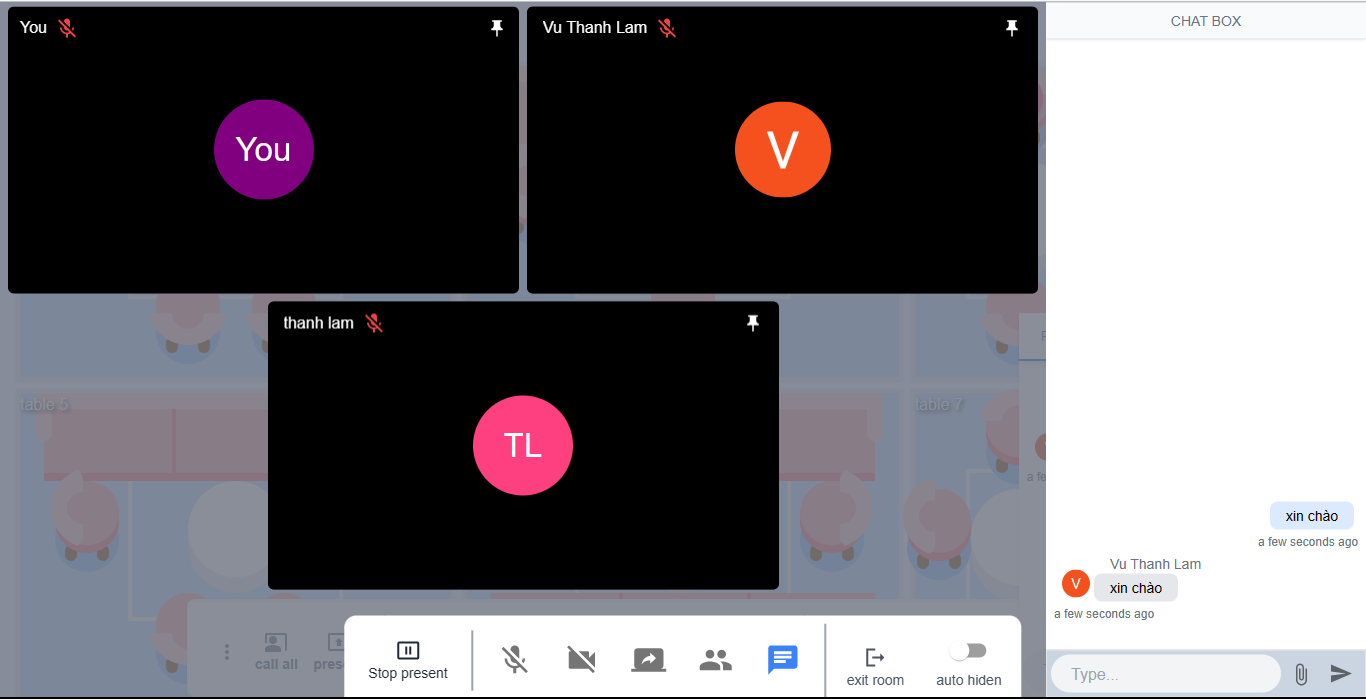 You
Vu Thanh Lam
You
V
thanh lam
TL
table 5
table 7
call all
Stop present
exit room
auto hiden
CHAT BOX
xin chào
a few seconds ago
Vu Thanh Lam
V
xin chào
a few seconds ago
Type...